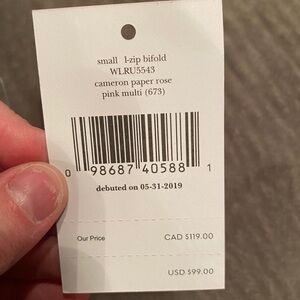 small l-zip bifold
WLRU5543
cameron paper rose
pink multi (673)
0 98687 40588 1
debuted on 05-31-2019
Our Price CAD $119.00
USD $99.00